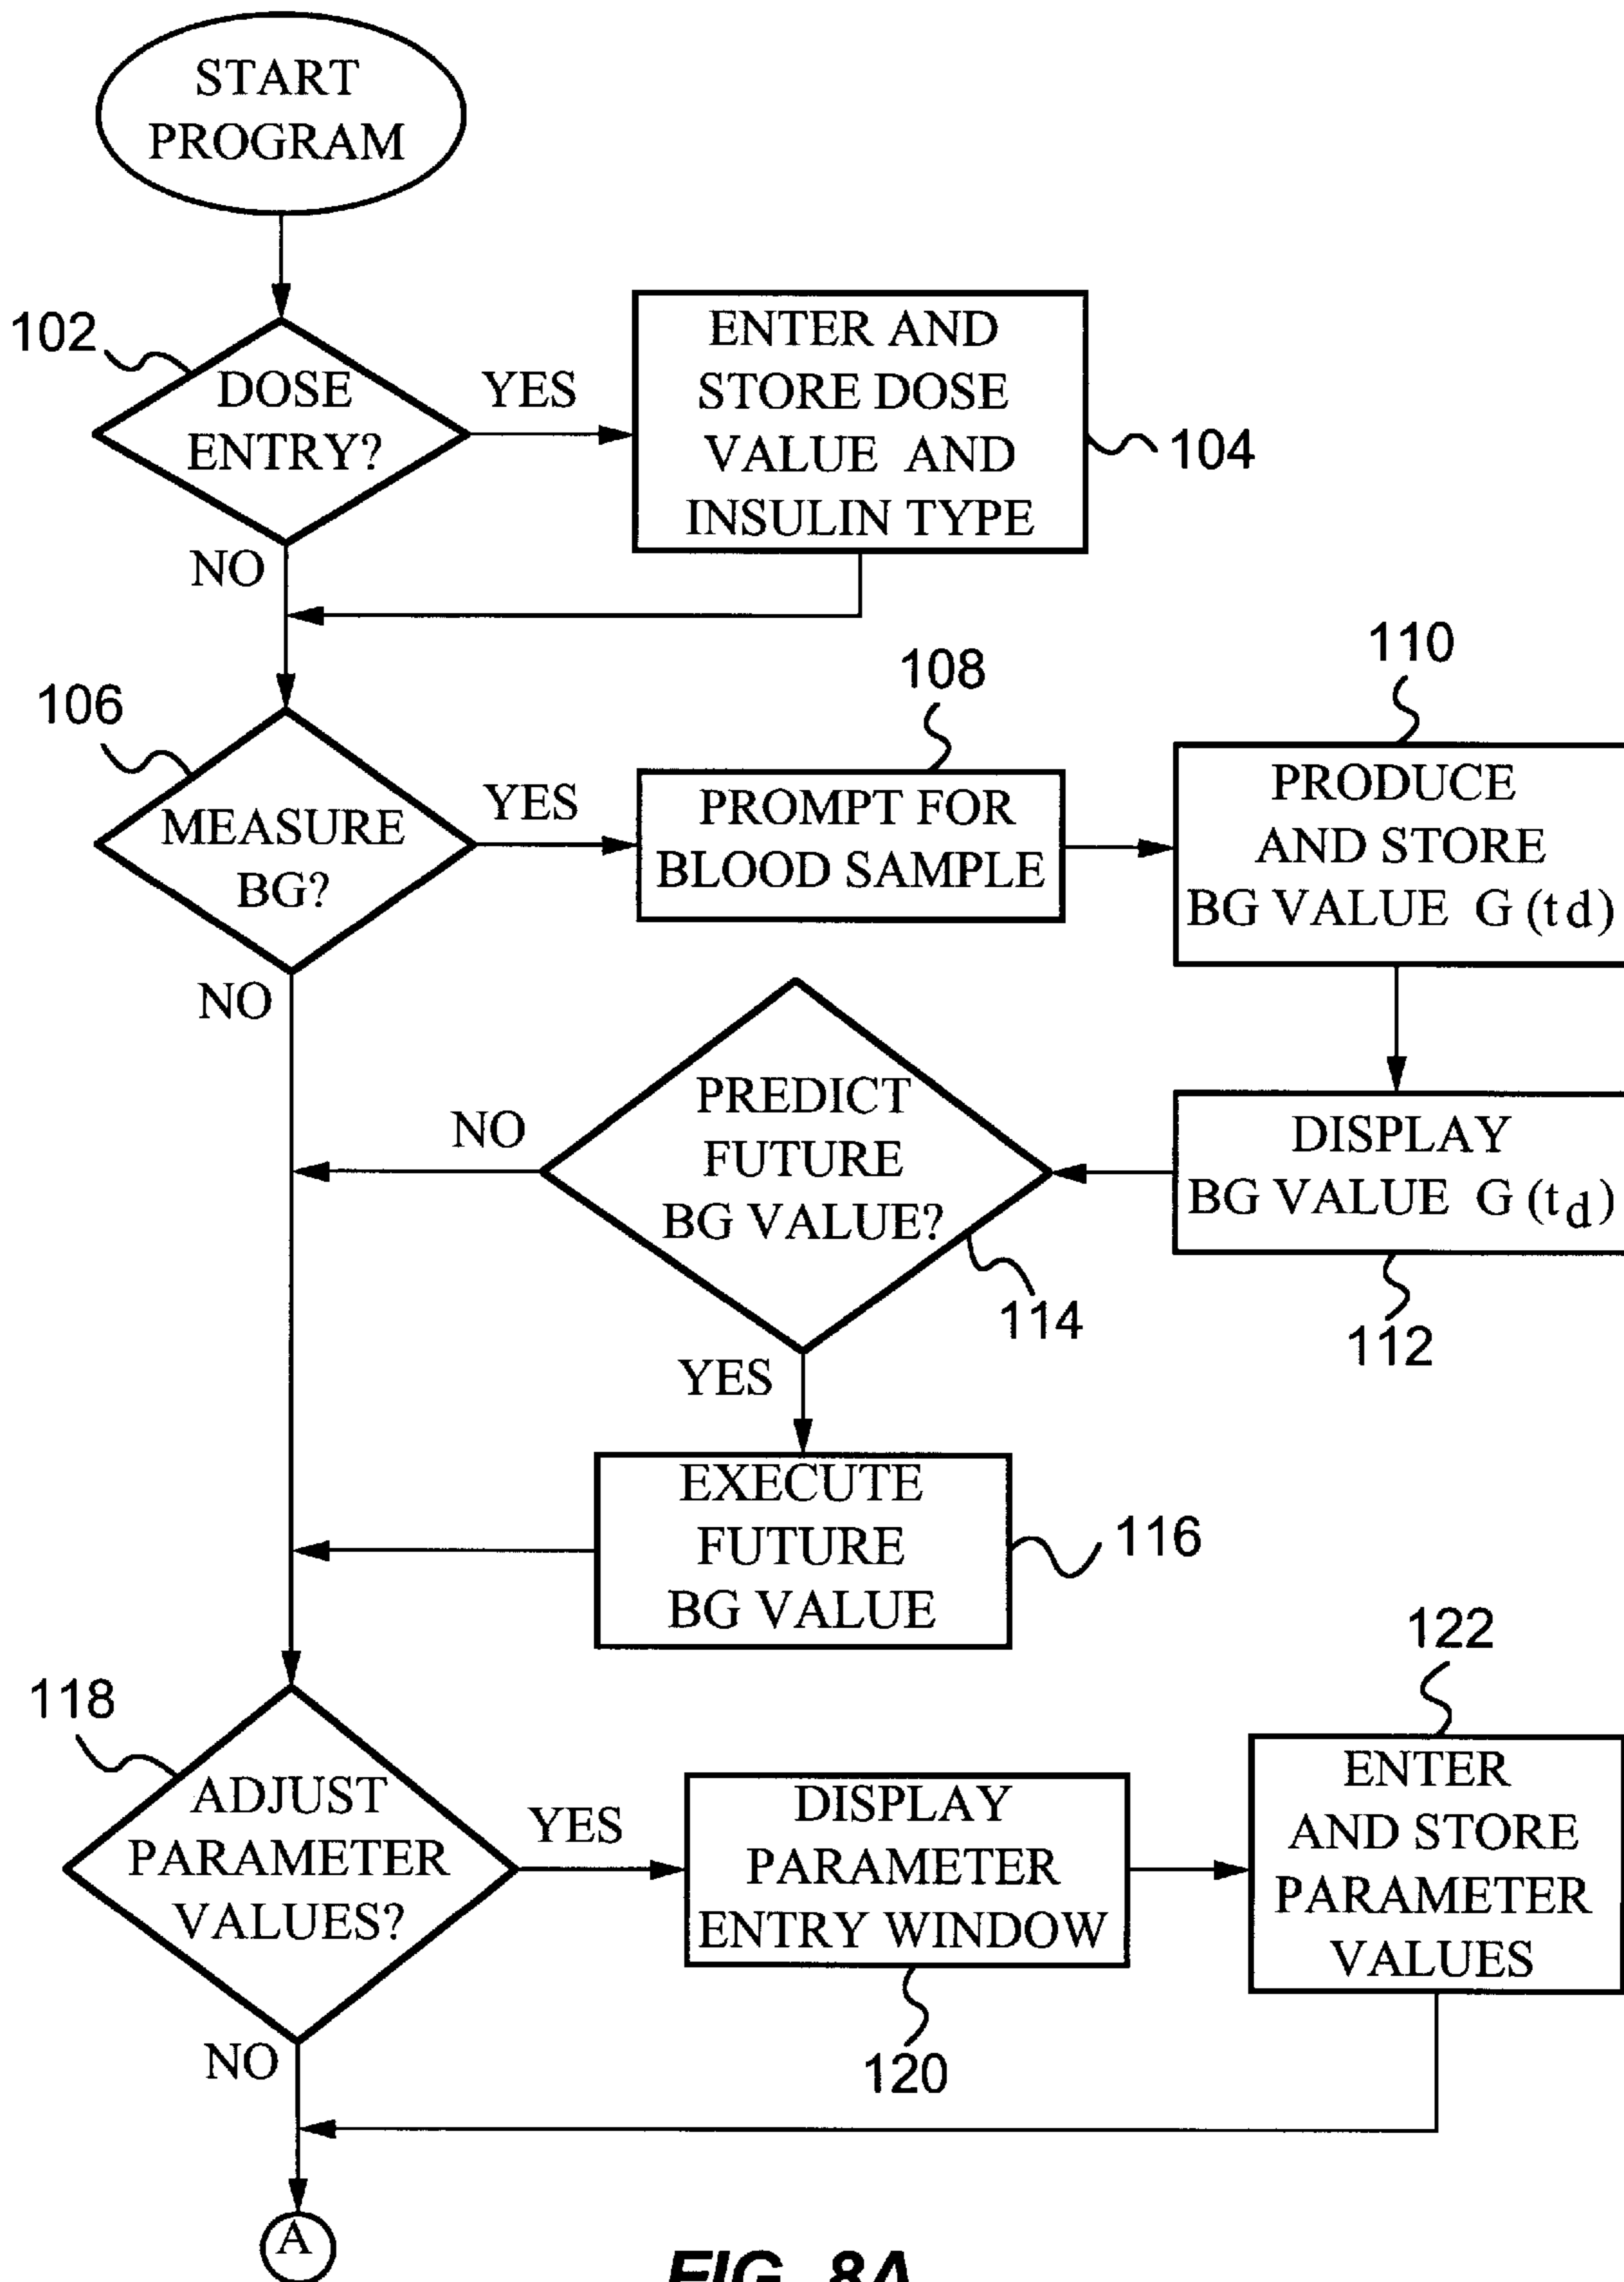 START
PROGRAM
102
DOSE
ENTRY?
YES
ENTER AND
STORE DOSE
VALUE AND
INSULIN TYPE
104
NO
106
MEASURE
BG?
YES
108
PROMPT FOR
BLOOD SAMPLE
110
PRODUCE
AND STORE
BG VALUE G (td)
NO
DISPLAY
BG VALUE G (td)
112
PREDICT
FUTURE
BG VALUE?
114
NO
YES
EXECUTE
FUTURE
BG VALUE
116
118
ADJUST
PARAMETER
VALUES?
YES
DISPLAY
PARAMETER
ENTRY WINDOW
120
122
ENTER
AND STORE
PARAMETER
VALUES
NO
A
FIG. 8A